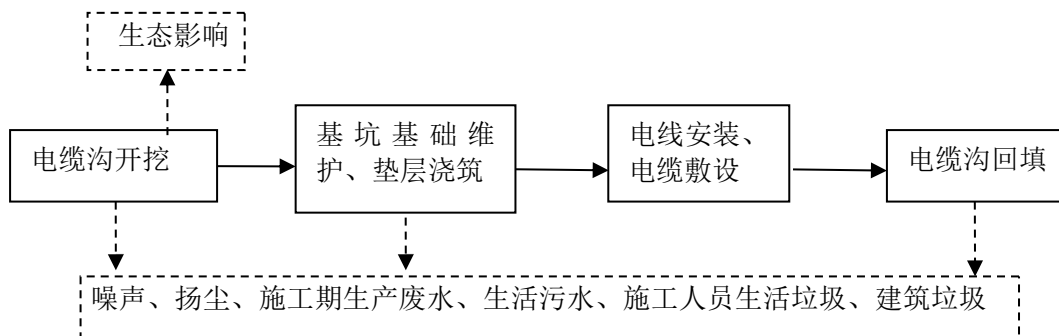 生态影响
电缆沟开挖
基坑基础维
护、垫层浇筑
电线安装、
电缆敷设
电缆沟回填
噪声、扬尘、施工期生产废水、生活污水、施工人员生活垃圾、建筑垃圾